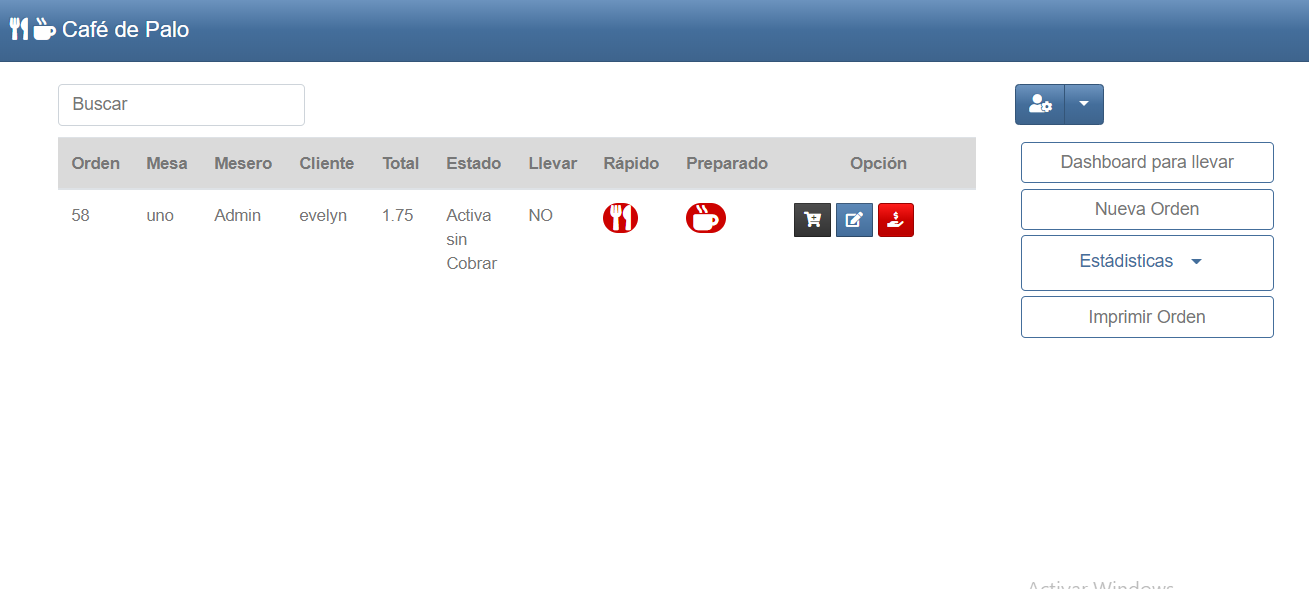 Café de Palo
Buscar
Orden Mesa Mesero Cliente Total Estado Llevar Rápido Preparado Opción
58 uno Admin evelyn 1.75 Activa NO
sin
Cobrar
Dashboard para llevar
Nueva Orden
Estádisticas
Imprimir Orden
Activar Windows